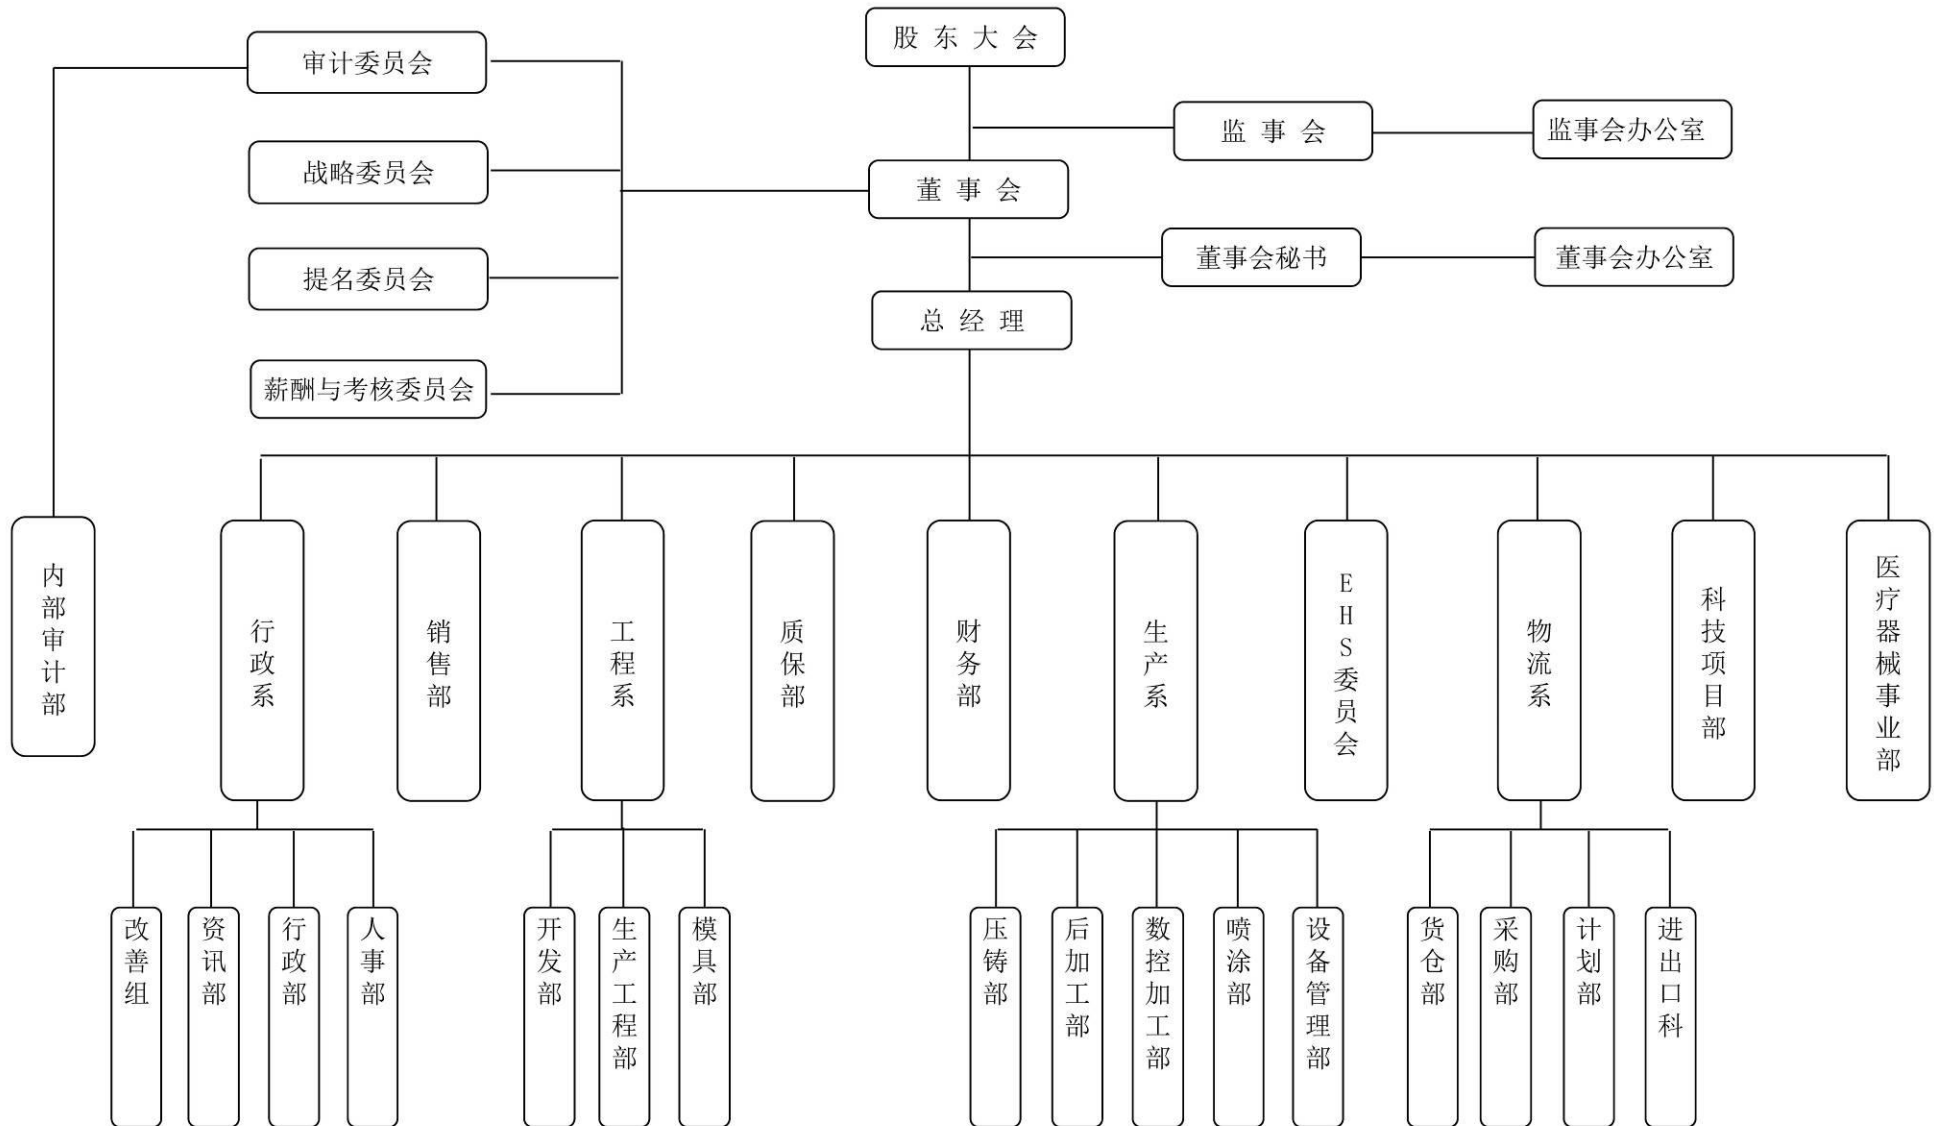 股东大会
审计委员会
监事会
监事会办公室
战略委员会
董事会
董事会秘书
董事会办公室
提名委员会
总经理
薪酬与考核委员会
内部审计部
行政系
销售部
工程系
质保部
财务部
生产系
EHS委员会
物流系
科技项目部
医疗器械事业部
改善组
资讯部
行政部
人事部
开发部
生产工程部
模具部
压铸部
后加工部
数控加工部
喷涂部
设备管理部
货仓部
采购部
计划部
进出口科